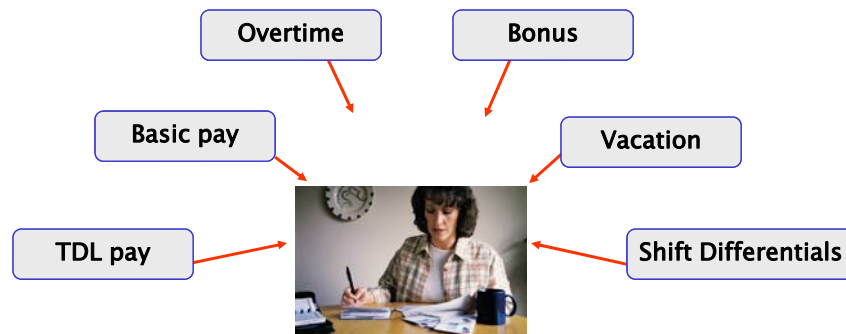 Overtime
Bonus
Basic pay
Vacation
TDL pay
Shift Differentials